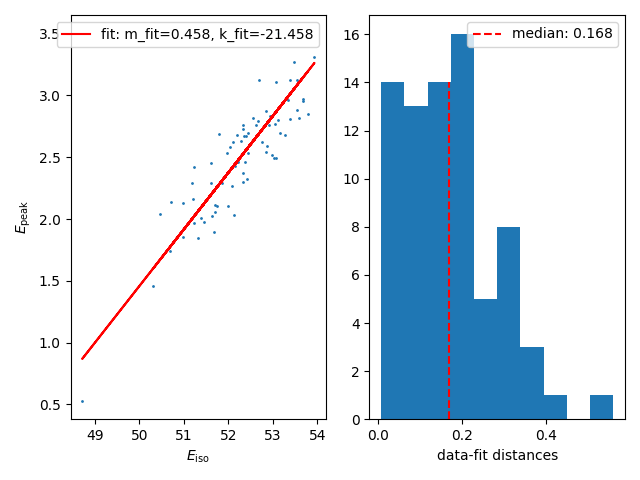 fit: m_fit=0.458, k_fit=-21.458
3.5
3.0
2.5
2.0
1.5
1.0
0.5
E_peak
49 50 51 52 53 54
E_iso
median: 0.168
16
14
12
10
8
6
4
2
0
0.0 0.2 0.4
data-fit distances